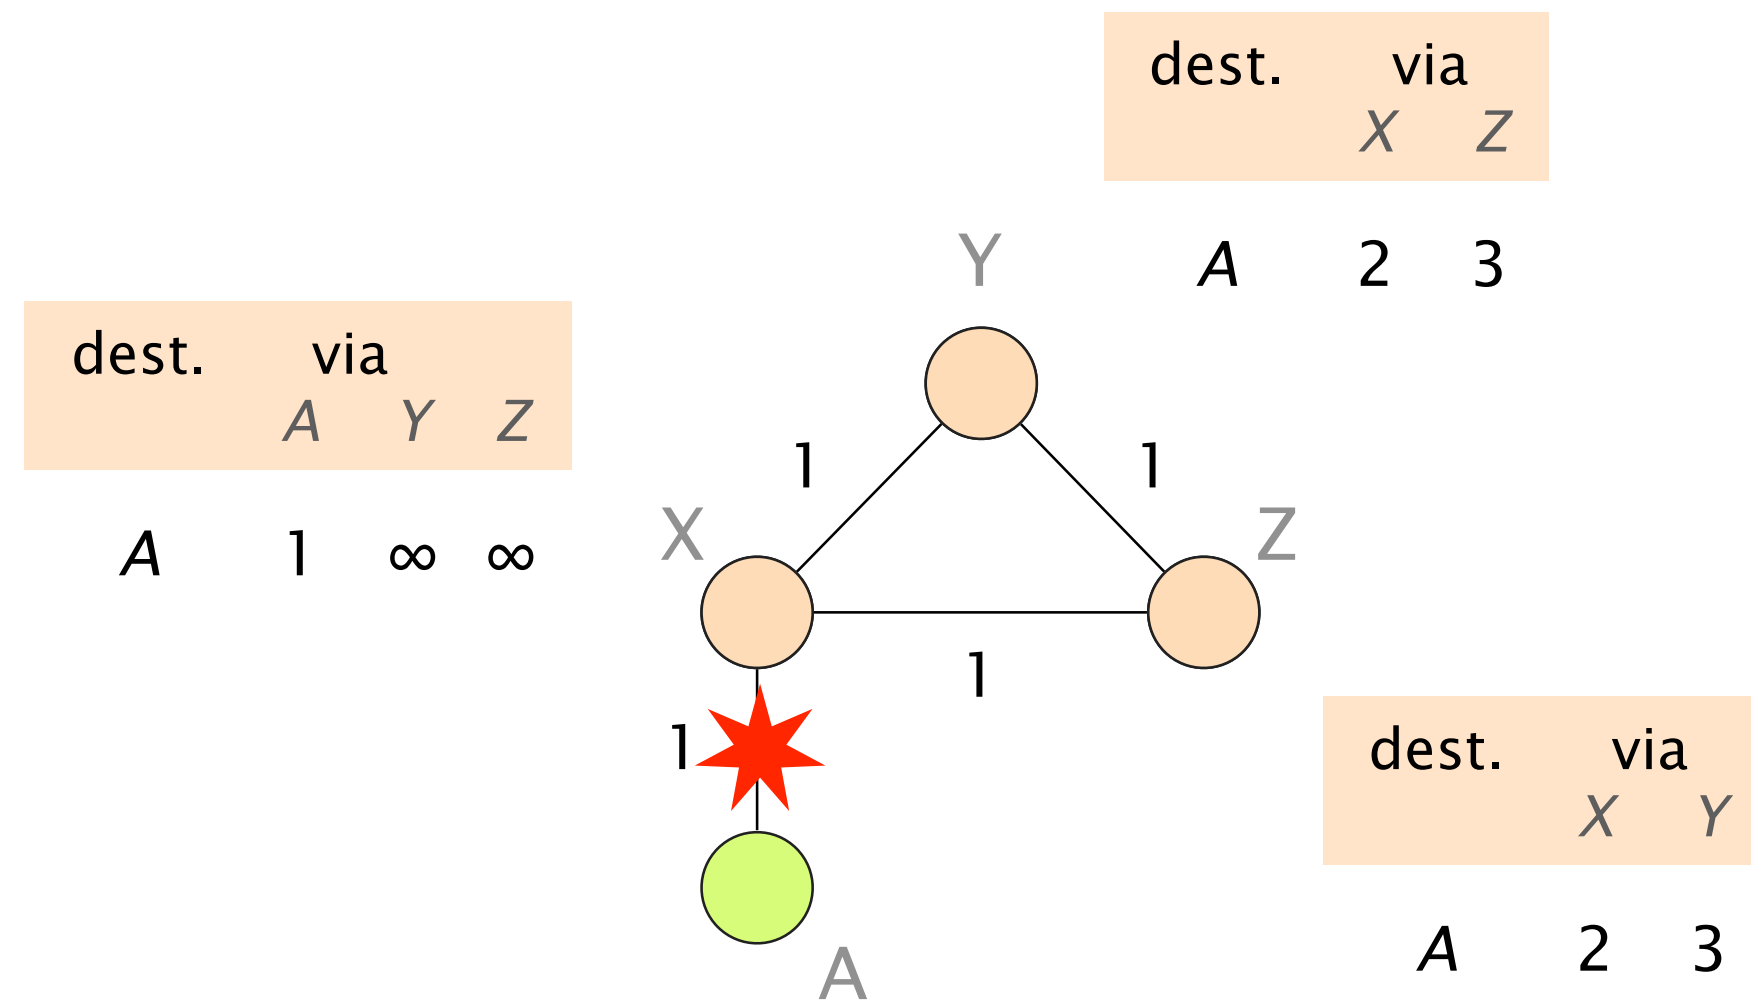 dest. via
X Z
A 2 3
Y
dest. via
A Y Z
A 1 ∞ ∞
1 1
X Z
1
1
dest. via
X Y
A 2 3
A